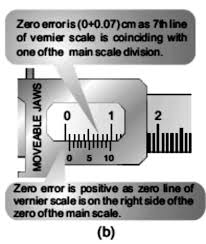 Zero error is (0+0.07) cm as 7th line
of vernier scale is coinciding with
one of the main scale division.
MOVEABLE JAWS
0 1 2
0 5 10
Zero error is positive as zero line of
vernier scale is on the right side of the
zero of the main scale.
(b)